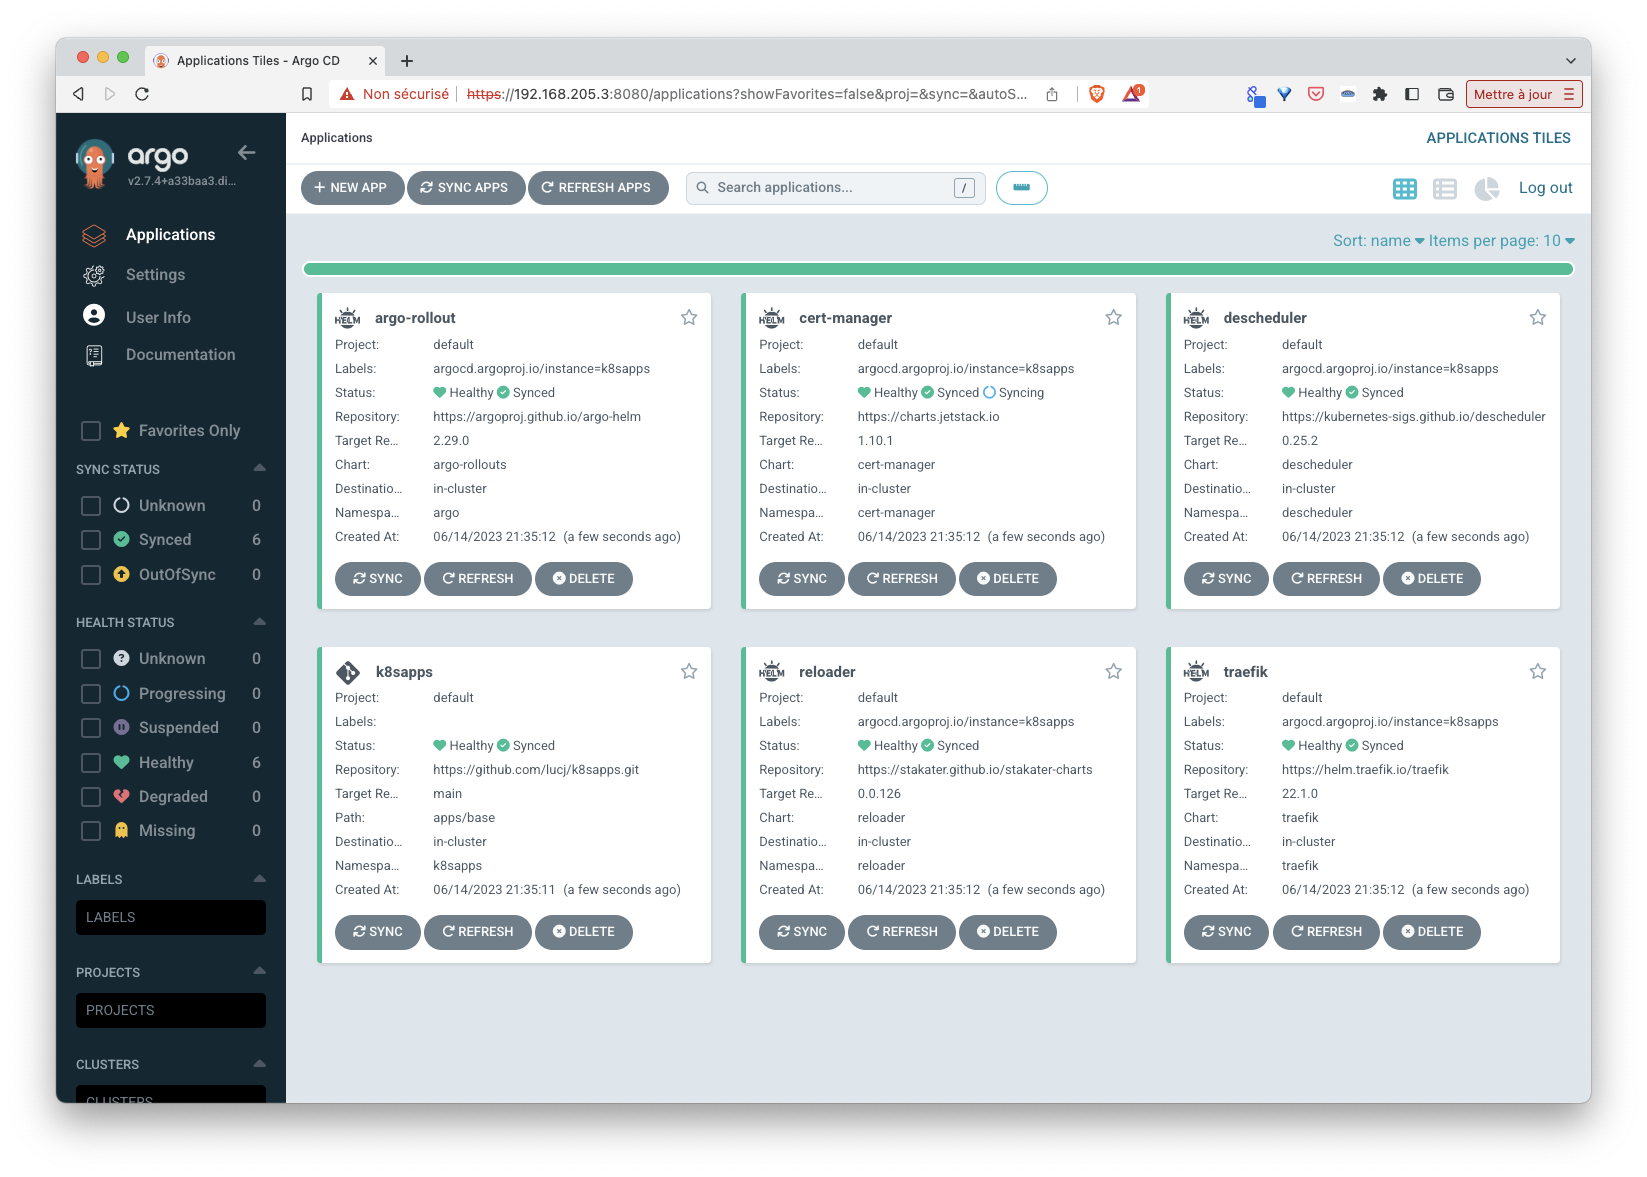 Applications Tiles - Argo CD
Non sécurisé https://192.168.205.3:8080/applications?showFavorites=false&proj=&sync=&autoS...
1
Mettre à jour
argo
v2.7.4+a33baa3.di...
Applications
Settings
User Info
Documentation
Favorites Only
SYNC STATUS
Unknown 0
Synced 6
OutOfSync 0
HEALTH STATUS
Unknown 0
Progressing 0
Suspended 0
Healthy 6
Degraded 0
Missing 0
LABELS
LABELS
PROJECTS
PROJECTS
CLUSTERS
CLUSTERS
Applications
APPLICATIONS TILES
NEW APP SYNC APPS REFRESH APPS Search applications... / Log out
Sort: name Items per page: 10
HELM argo-rollout
Project: default
Labels: argocd.argoproj.io/instance=k8sapps
Status: Healthy Synced
Repository: https://argoproj.github.io/argo-helm
Target Re... 2.29.0
Chart: argo-rollouts
Destinatio... in-cluster
Namespa... argo
Created At: 06/14/2023 21:35:12 (a few seconds ago)
SYNC REFRESH DELETE
HELM cert-manager
Project: default
Labels: argocd.argoproj.io/instance=k8sapps
Status: Healthy Synced Syncing
Repository: https://charts.jetstack.io
Target Re... 1.10.1
Chart: cert-manager
Destinatio... in-cluster
Namespa... cert-manager
Created At: 06/14/2023 21:35:12 (a few seconds ago)
SYNC REFRESH DELETE
HELM descheduler
Project: default
Labels: argocd.argoproj.io/instance=k8sapps
Status: Healthy Synced
Repository: https://kubernetes-sigs.github.io/descheduler
Target Re... 0.25.2
Chart: descheduler
Destinatio... in-cluster
Namespa... descheduler
Created At: 06/14/2023 21:35:12 (a few seconds ago)
SYNC REFRESH DELETE
k8sapps
Project: default
Labels:
Status: Healthy Synced
Repository: https://github.com/lucj/k8sapps.git
Target Re... main
Path: apps/base
Destinatio... in-cluster
Namespa... k8sapps
Created At: 06/14/2023 21:35:11 (a few seconds ago)
SYNC REFRESH DELETE
HELM reloader
Project: default
Labels: argocd.argoproj.io/instance=k8sapps
Status: Healthy Synced
Repository: https://stakater.github.io/stakater-charts
Target Re... 0.0.126
Chart: reloader
Destinatio... in-cluster
Namespa... reloader
Created At: 06/14/2023 21:35:12 (a few seconds ago)
SYNC REFRESH DELETE
HELM traefik
Project: default
Labels: argocd.argoproj.io/instance=k8sapps
Status: Healthy Synced
Repository: https://helm.traefik.io/traefik
Target Re... 22.1.0
Chart: traefik
Destinatio... in-cluster
Namespa... traefik
Created At: 06/14/2023 21:35:12 (a few seconds ago)
SYNC REFRESH DELETE